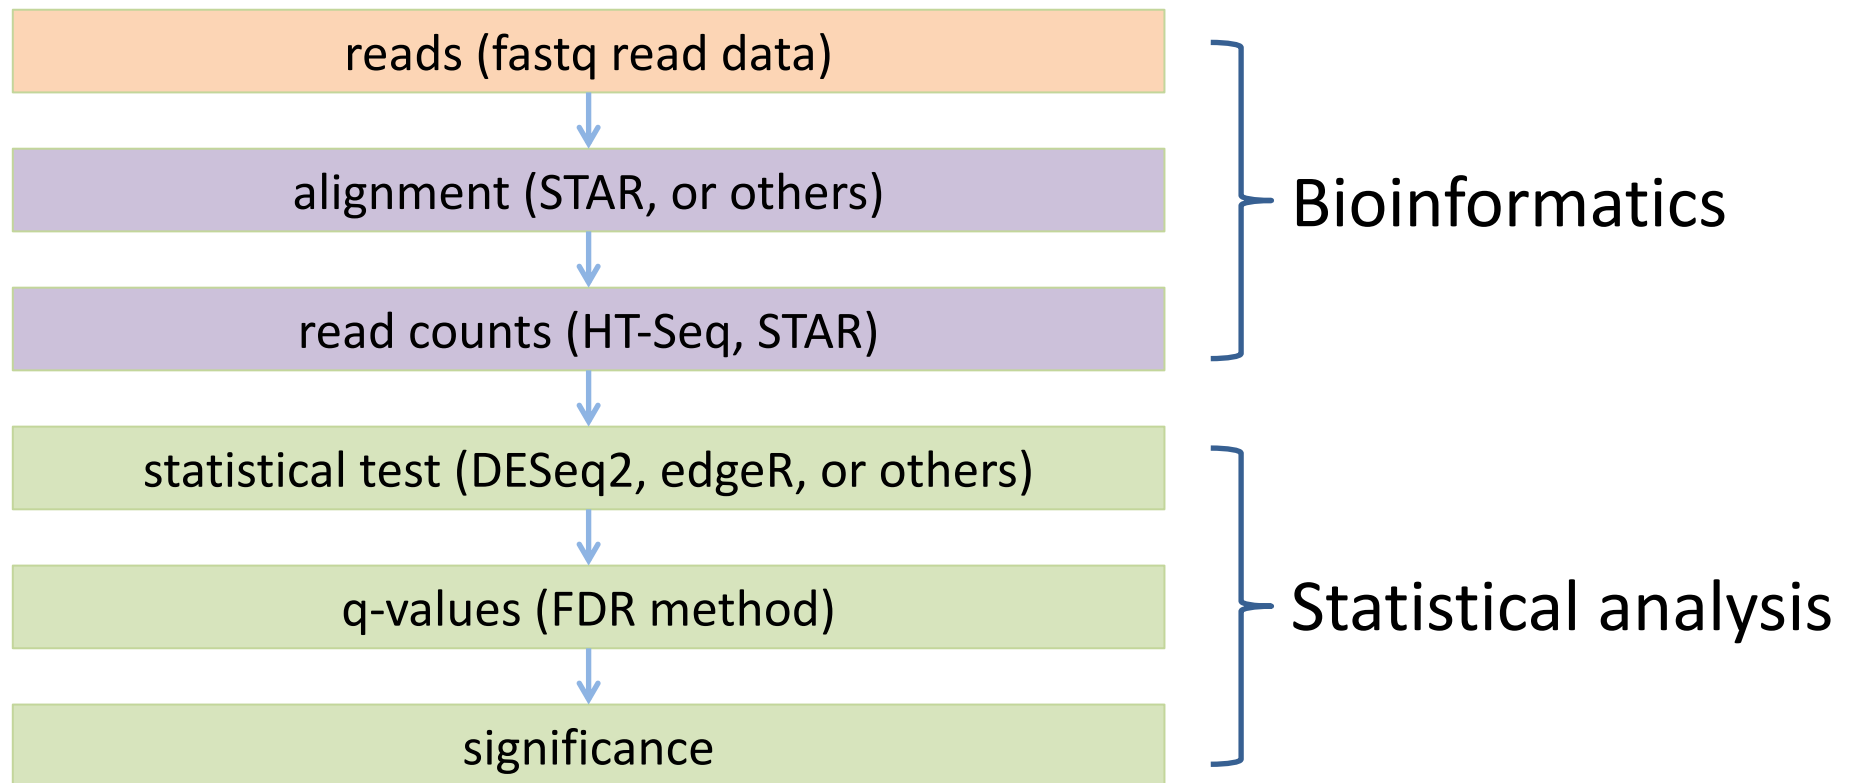 reads (fastq read data)
alignment (STAR, or others)
read counts (HT-Seq, STAR)
Bioinformatics
statistical test (DESeq2, edgeR, or others)
q-values (FDR method)
significance
Statistical analysis